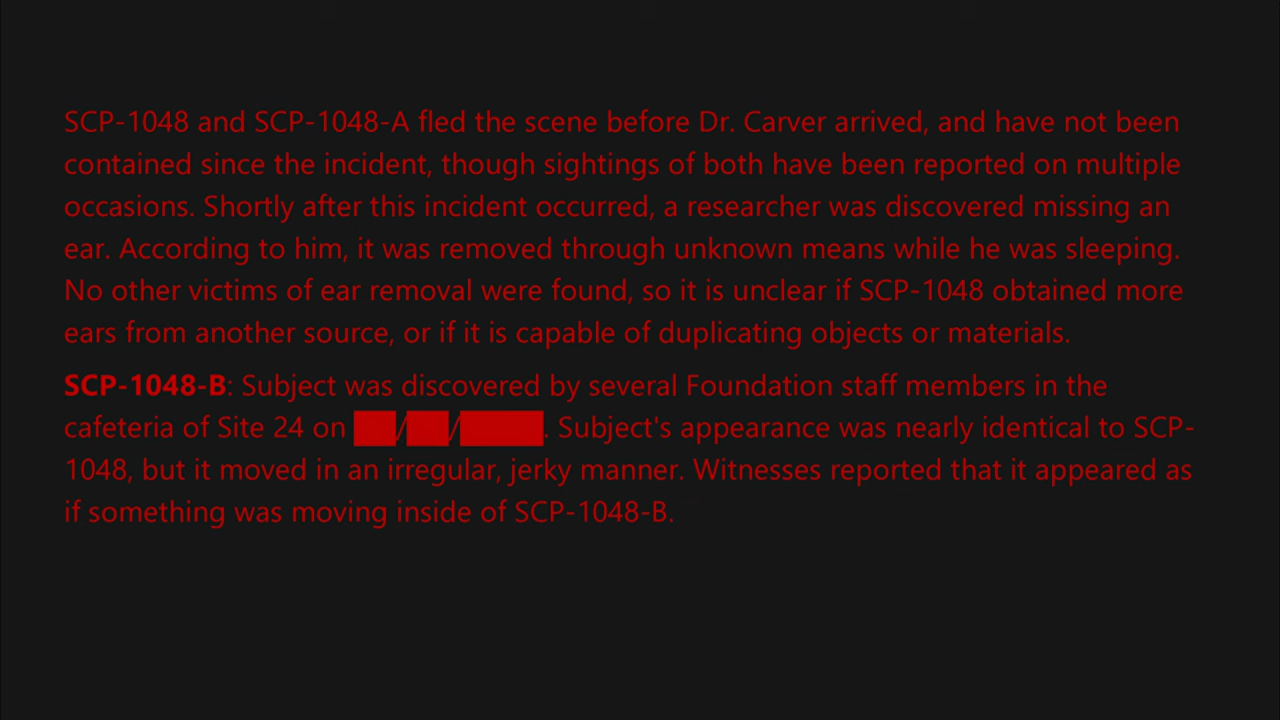 SCP-1048 and SCP-1048-A fled the scene before Dr. Carver arrived, and have not been
contained since the incident, though sightings of both have been reported on multiple
occasions. Shortly after this incident occurred, a researcher was discovered missing an
ear. According to him, it was removed through unknown means while he was sleeping.
No other victims of ear removal were found, so it is unclear if SCP-1048 obtained more
ears from another source, or if it is capable of duplicating objects or materials.
SCP-1048-B: Subject was discovered by several Foundation staff members in the
cafeteria of Site 24 on ██/██/████. Subject's appearance was nearly identical to SCP-
1048, but it moved in an irregular, jerky manner. Witnesses reported that it appeared as
if something was moving inside of SCP-1048-B.